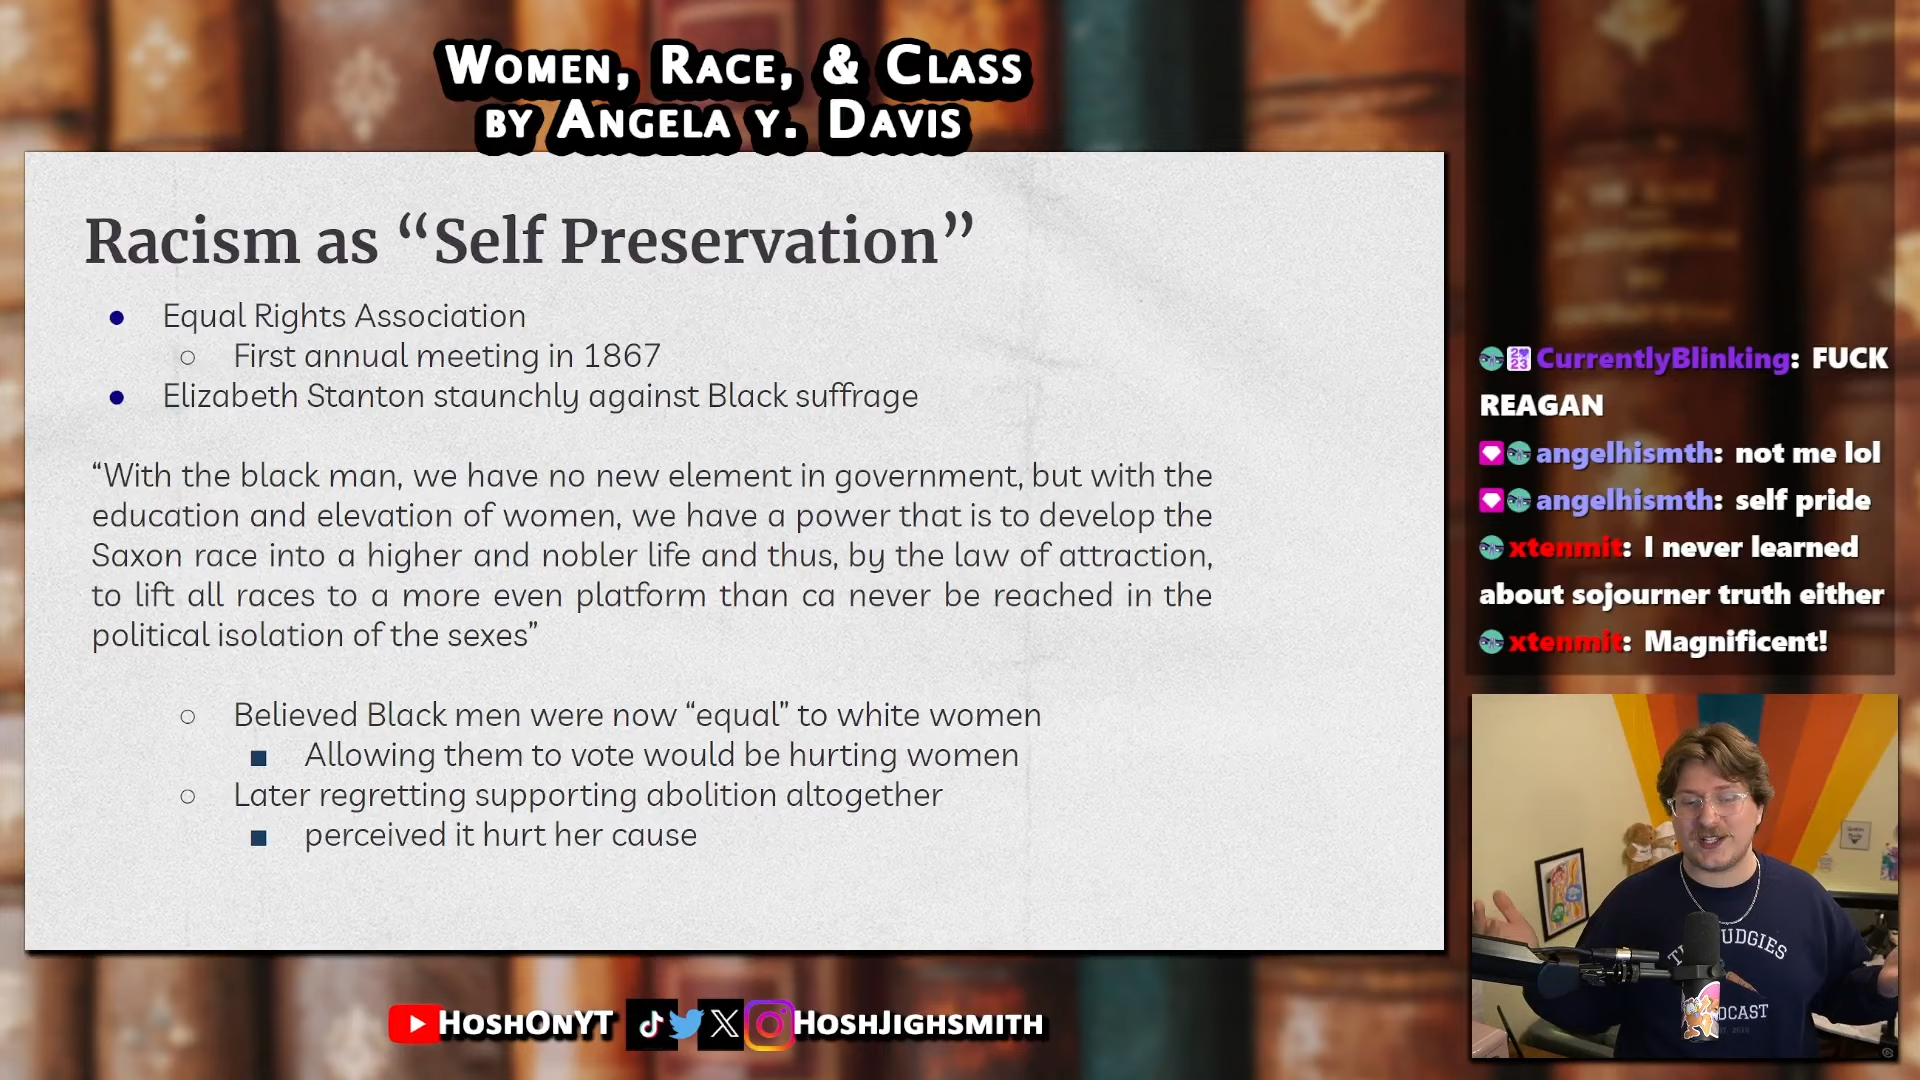 WOMEN, RACE, & CLASS
BY ANGELA Y. DAVIS
Racism as “Self Preservation”
● Equal Rights Association
○ First annual meeting in 1867
● Elizabeth Stanton staunchly against Black suffrage
“With the black man, we have no new element in government, but with the
education and elevation of women, we have a power that is to develop the
Saxon race into a higher and nobler life and thus, by the law of attraction,
to lift all races to a more even platform than ca never be reached in the
political isolation of the sexes”
○ Believed Black men were now “equal” to white women
■ Allowing them to vote would be hurting women
○ Later regretting supporting abolition altogether
■ perceived it hurt her cause
CurrentlyBlinking: FUCK
REAGAN
angelhismth: not me lol
angelhismth: self pride
xtenmit: I never learned
about sojourner truth either
xtenmit: Magnificent!
HOSHONYT HOSHJIGHSMITH